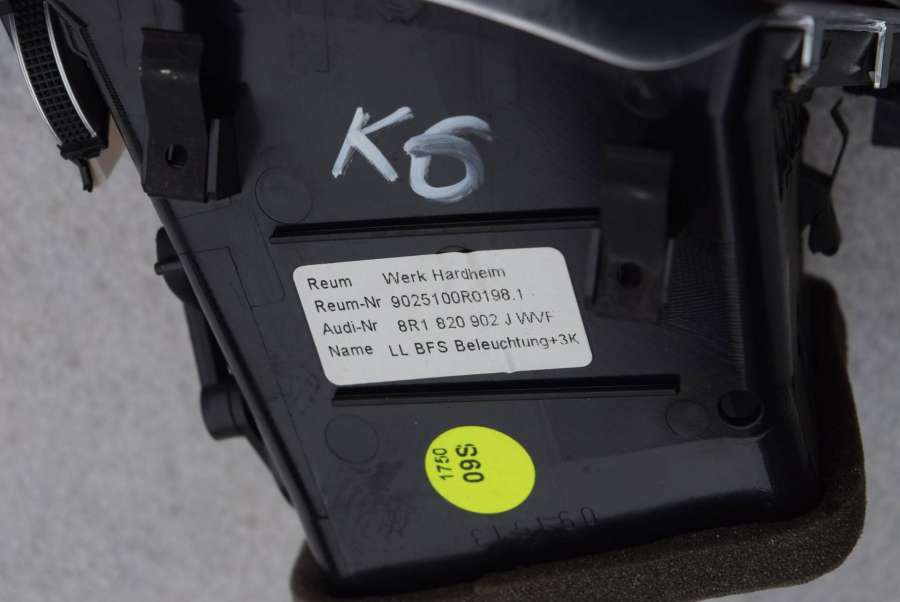 K6
Reum Werk Hardheim
Reum-Nr 9025100R0198.1
Audi-Nr 8R1 820 902 J WVF
Name LL BFS Beleuchtung+3K
1750
09S